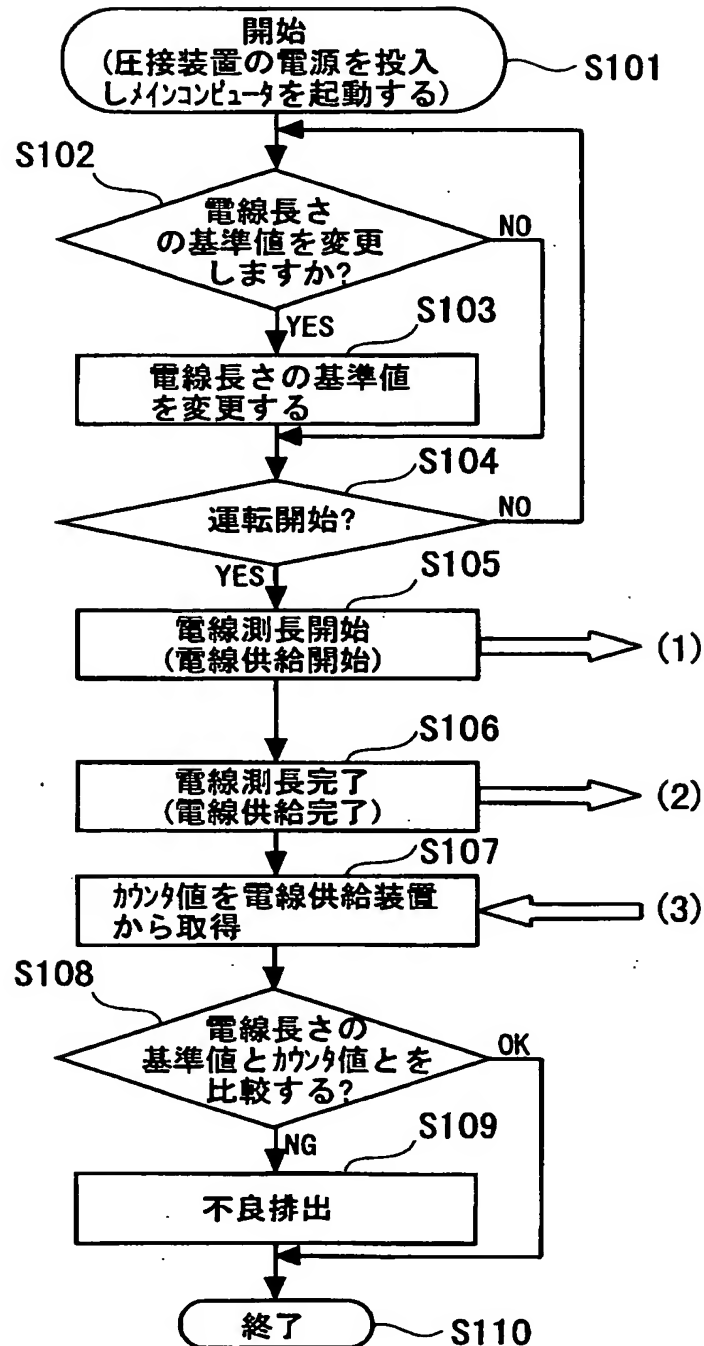 開始
(圧接装置の電源を投入
しメインコンピュータを起動する)
S101
S102
電線長さ
の基準値を変更
しますか?
NO
YES
S103
電線長さの基準値
を変更する
S104
運転開始?
NO
YES
S105
電線測長開始
(電線供給開始)
(1)
S106
電線測長完了
(電線供給完了)
(2)
S107
カウンタ値を電線供給装置
から取得
(3)
S108
電線長さの
基準値とカウンタ値とを
比較する?
OK
NG
S109
不良排出
終了
S110